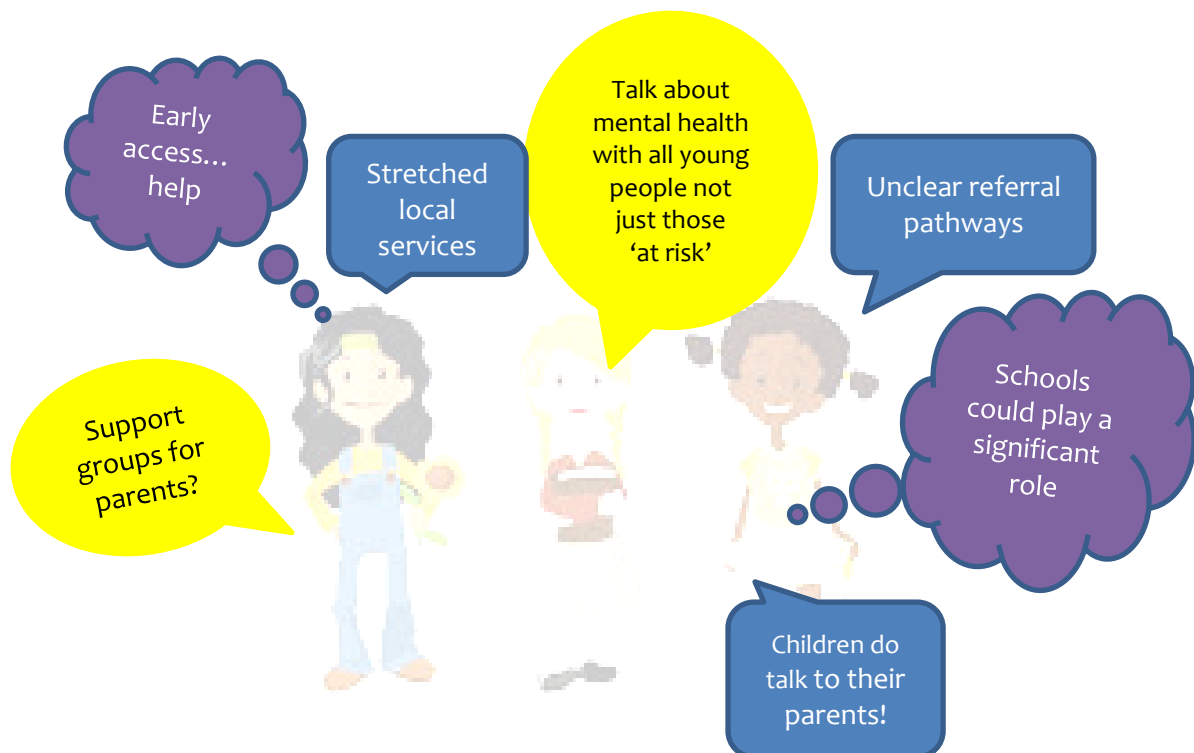 Early
access...
help
Stretched
local
services
Talk about
mental health
with all young
people not
just those
‘at risk’
Unclear referral
pathways
Support
groups for
parents?
Schools
could play a
significant
role
Children do
talk to their
parents!